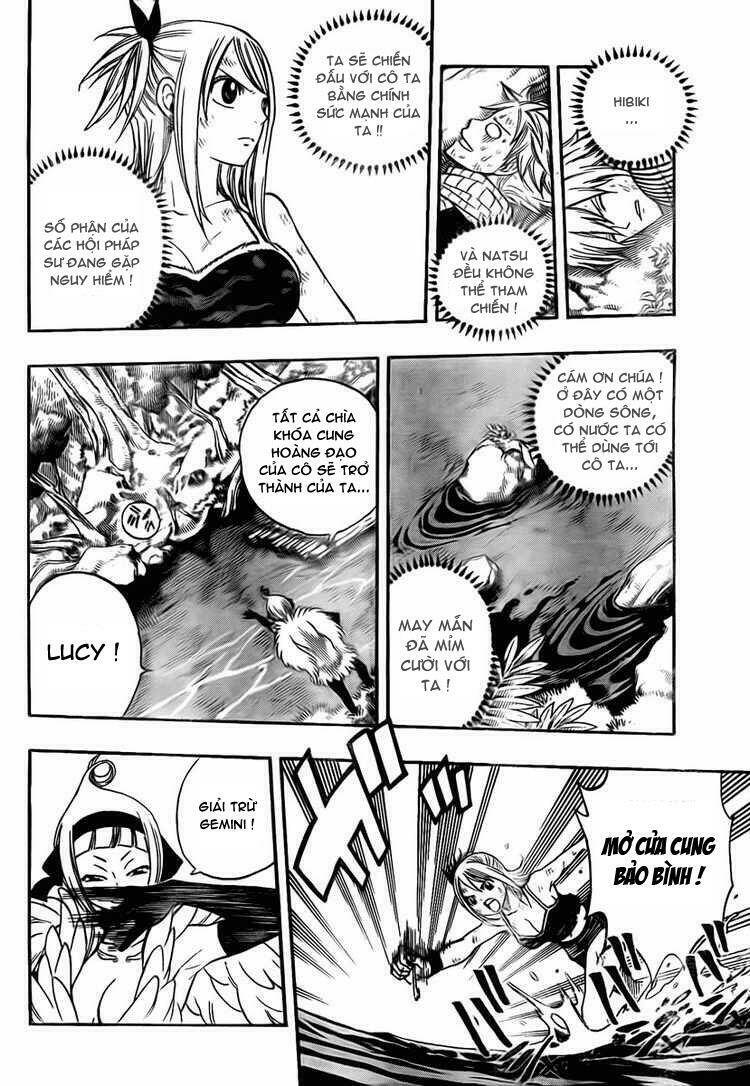 HIBIKI
...
VÀ NATSU
ĐỀU KHÔNG
THỂ THAM
CHIẾN !
TA SẼ CHIẾN
ĐẤU VỚI CÔ TA
BẰNG CHÍNH
SỨC MẠNH CỦA
TA !!
SỐ PHẬN CỦA
CÁC HỘI PHÁP
SƯ ĐANG GẶP
NGUY HIỂM !
CÁM ƠN CHÚA !
Ở ĐÂY CÓ MỘT
DÒNG SÔNG,
CÓ NƯỚC TA CÓ
THỂ DÙNG TỚI
CÔ TA...
MAY MẮN
ĐÃ MỈM
CƯỜI VỚI
TA !
TẤT CẢ CHÌA
KHÓA CUNG
HOÀNG ĐẠO
CỦA CÔ SẼ TRỞ
THÀNH CỦA TA...
LUCY !
MỞ CỬA CUNG
BẢO BÌNH !
GIẢI TRỪ
GEMINI !